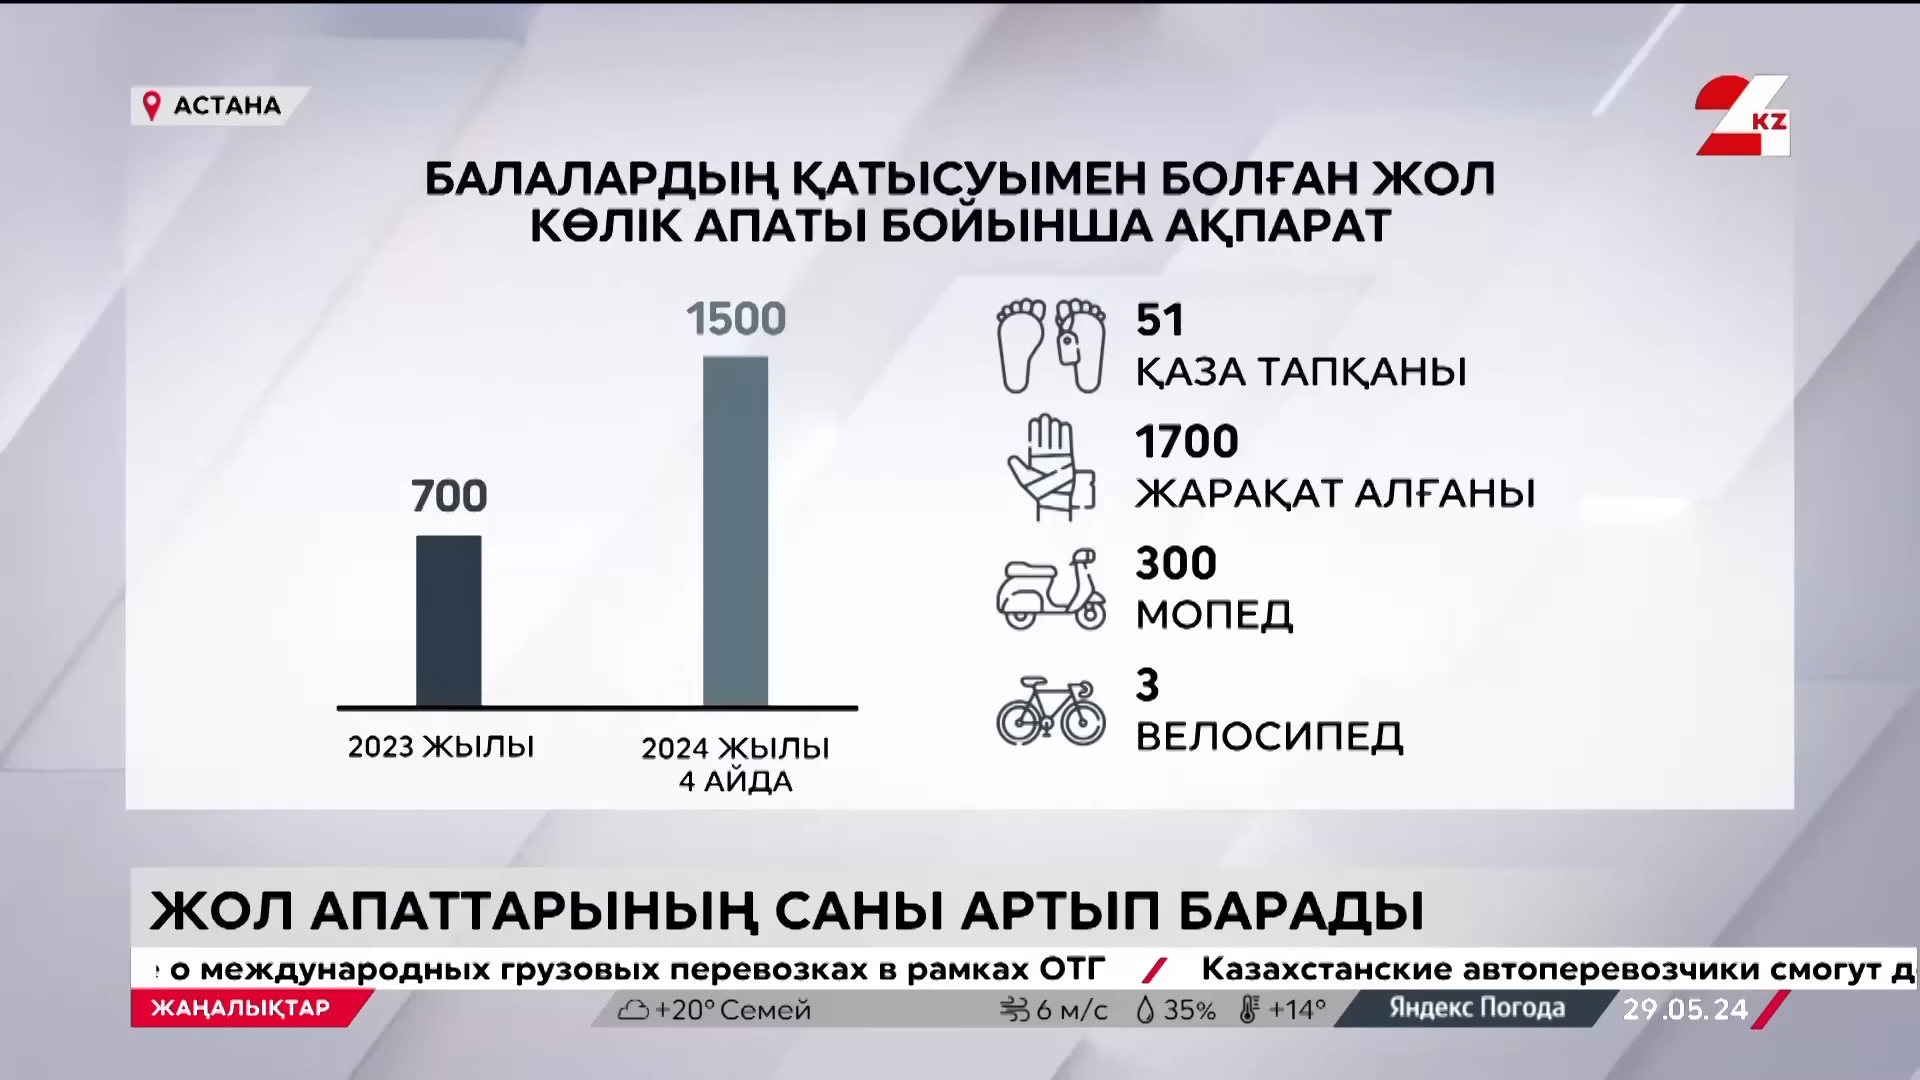 АСТАНА
24 KZ
БАЛАЛАРДЫҢ ҚАТЫСУЫМЕН БОЛҒАН ЖОЛ
КӨЛІК АПАТЫ БОЙЫНША АҚПАРАТ
700
1500
2023 ЖЫЛЫ
2024 ЖЫЛЫ
4 АЙДА
51
ҚАЗА ТАПҚАНЫ
1700
ЖАРАҚАТ АЛҒАНЫ
300
МОПЕД
3
ВЕЛОСИПЕД
ЖОЛ АПАТТАРЫНЫҢ САНЫ АРТЫП БАРАДЫ
о международных грузовых перевозках в рамках ОТГ / Казахстанские автоперевозчики смогут
ЖАҢАЛЫҚТАР +20° Семей 6 м/с 35% +14° Яндекс Погода 29.05.24